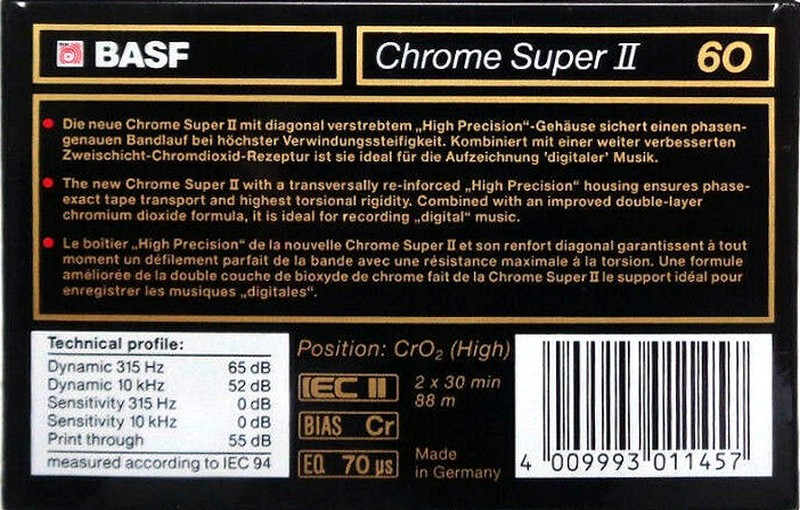 BASF
Chrome Super II 60
Die neue Chrome Super II mit diagonal verstrebtem „High Precision“-Gehäuse sichert einen phasen-
genauen Bandlauf bei höchster Verwindungssteifigkeit. Kombiniert mit einer weiter verbesserten
Zweischicht-Chromdioxid-Rezeptur ist sie ideal für die Aufzeichnung 'digitaler' Musik.
The new Chrome Super II with a transversally re-inforced „High Precision“ housing ensures phase-
exact tape transport and highest torsional rigidity. Combined with an improved double-layer
chromium dioxide formula, it is ideal for recording „digital“ music.
Le boîtier „High Precision“ de la nouvelle Chrome Super II et son renfort diagonal garantissent à tout
moment un défilement parfait de la bande avec une résistance maximale à la torsion. Une formule
améliorée de la double couche de bioxyde de chrome fait de la Chrome Super II le support idéal pour
enregistrer les musiques „digitales“.
Technical profile:
Dynamic 315 Hz 65 dB
Dynamic 10 kHz 52 dB
Sensitivity 315 Hz 0 dB
Sensitivity 10 kHz 0 dB
Print through 55 dB
measured according to IEC 94
Position: CrO₂ (High)
IEC II
2 x 30 min
88 m
BIAS Cr
EQ 70 µs
Made
in Germany
4 009993 011457